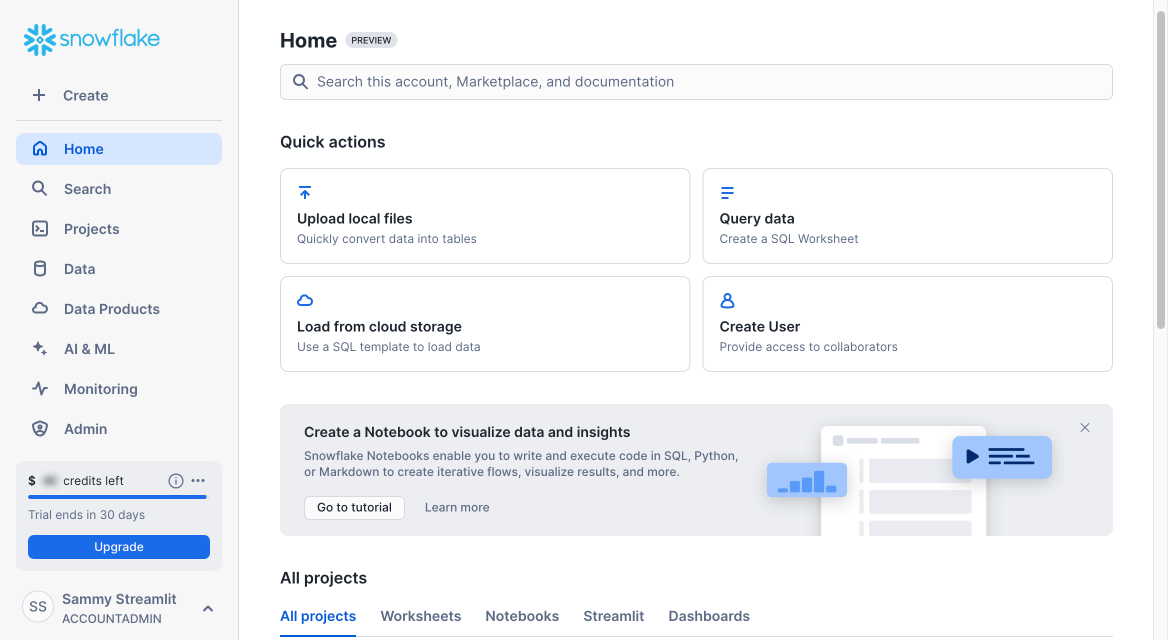 snowflake
Create
Home
Search
Projects
Data
Data Products
AI & ML
Monitoring
Admin
$ credits left
Trial ends in 30 days
Upgrade
SS
Sammy Streamlit
ACCOUNTADMIN
Home PREVIEW
Search this account, Marketplace, and documentation
Quick actions
Upload local files
Quickly convert data into tables
Query data
Create a SQL Worksheet
Load from cloud storage
Use a SQL template to load data
Create User
Provide access to collaborators
Create a Notebook to visualize data and insights
Snowflake Notebooks enable you to write and execute code in SQL, Python,
or Markdown to create iterative flows, visualize results, and more.
Go to tutorial Learn more
All projects
All projects Worksheets Notebooks Streamlit Dashboards